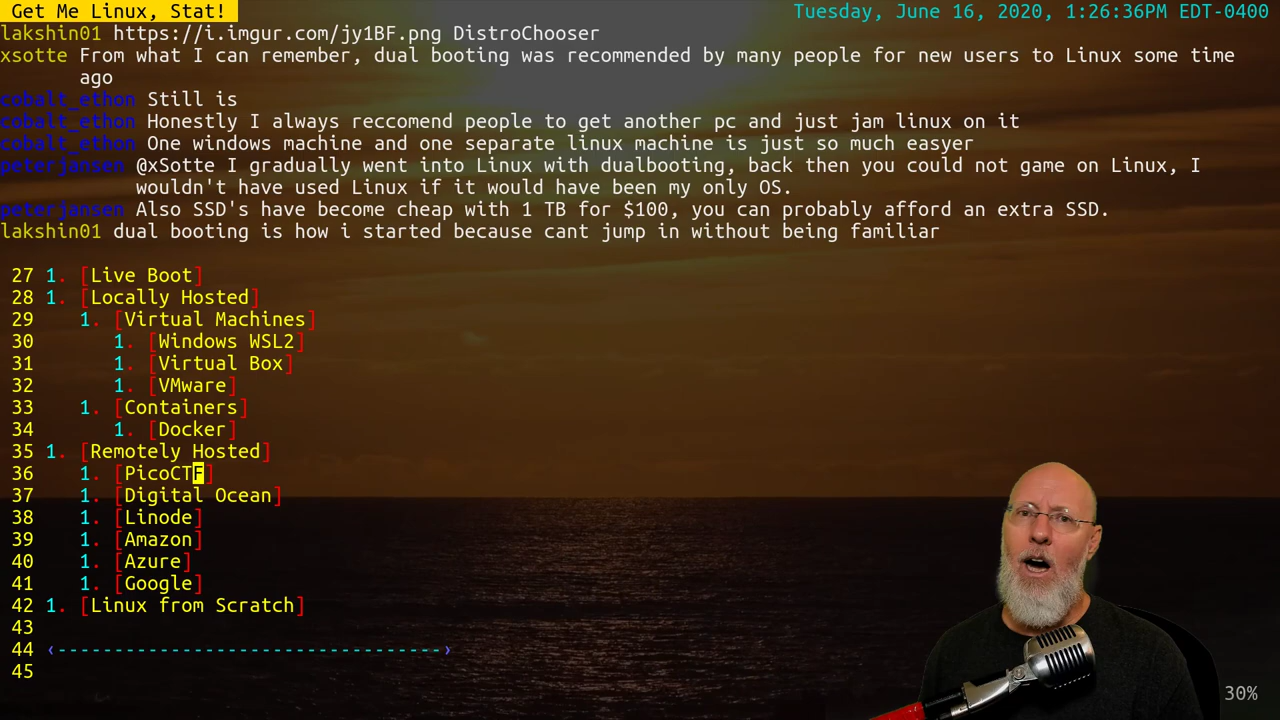 Get Me Linux, Stat!
Tuesday, June 16, 2020, 1:26:36PM EDT-0400
lakshin01 https://i.imgur.com/jy1BF.png DistroChooser
xsotte From what I can remember, dual booting was recommended by many people for new users to Linux some time
ago
cobalt_ethon Still is
cobalt_ethon Honestly I always reccomend people to get another pc and just jam linux on it
cobalt_ethon One windows machine and one separate linux machine is just so much easyer
peterjansen @xSotte I gradually went into Linux with dualbooting, back then you could not game on Linux, I
wouldn't have used Linux if it would have been my only OS.
peterjansen Also SSD's have become cheap with 1 TB for $100, you can probably afford an extra SSD.
lakshin01 dual booting is how i started because cant jump in without being familiar
27 1. [Live Boot]
28 1. [Locally Hosted]
29 1. [Virtual Machines]
30 1. [Windows WSL2]
31 1. [Virtual Box]
32 1. [VMware]
33 1. [Containers]
34 1. [Docker]
35 1. [Remotely Hosted]
36 1. [PicoCTF]
37 1. [Digital Ocean]
38 1. [Linode]
39 1. [Amazon]
40 1. [Azure]
41 1. [Google]
42 1. [Linux from Scratch]
43
44 <---------------------------------->
45
30%